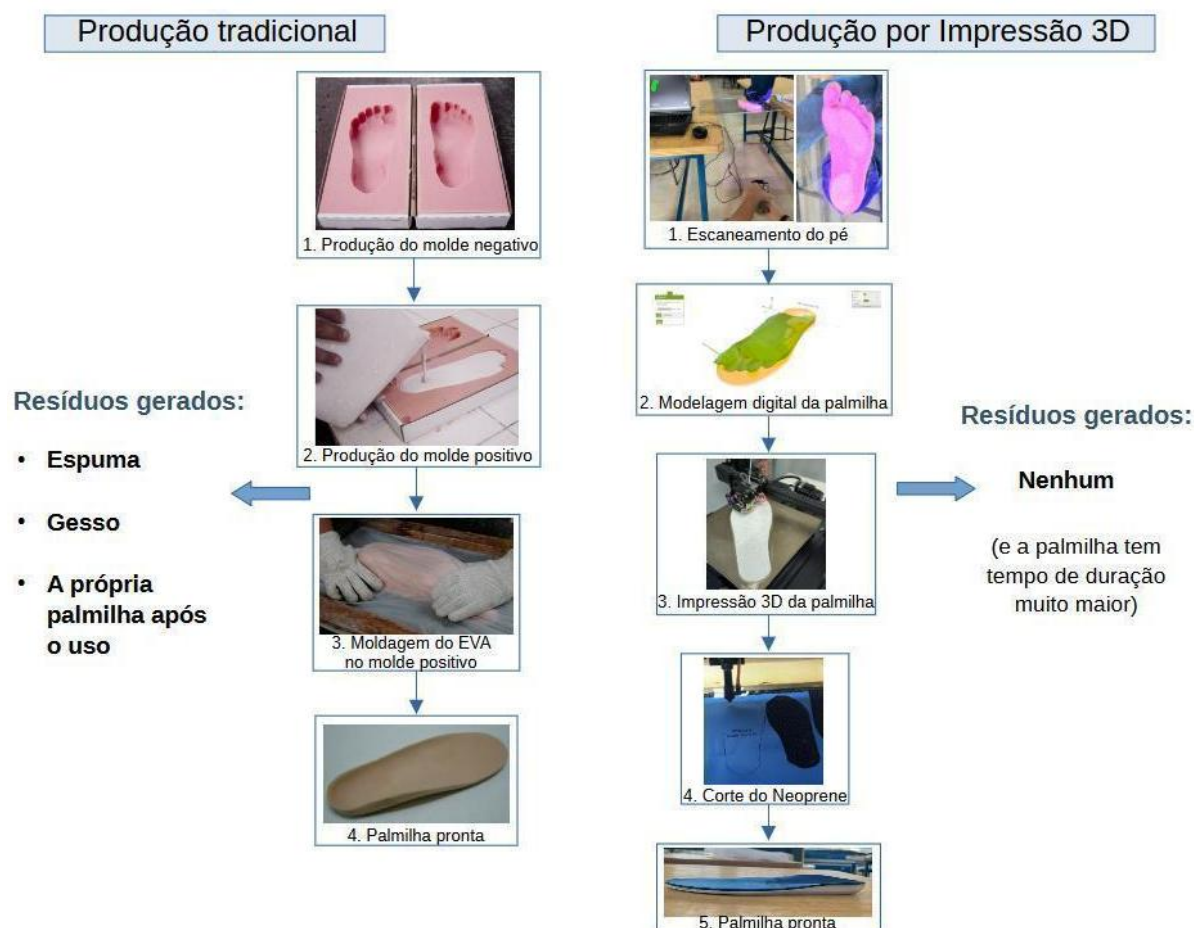 Produção tradicional
1. Produção do molde negativo
2. Produção do molde positivo
3. Moldagem do EVA
no molde positivo
4. Palmilha pronta
Resíduos gerados:
• Espuma
• Gesso
• A própria
palmilha após
o uso
Produção por Impressão 3D
1. Escaneamento do pé
2. Modelagem digital da palmilha
3. Impressão 3D da palmilha
4. Corte do Neoprene
5. Palmilha pronta
Resíduos gerados:
Nenhum
(e a palmilha tem
tempo de duração
muito maior)